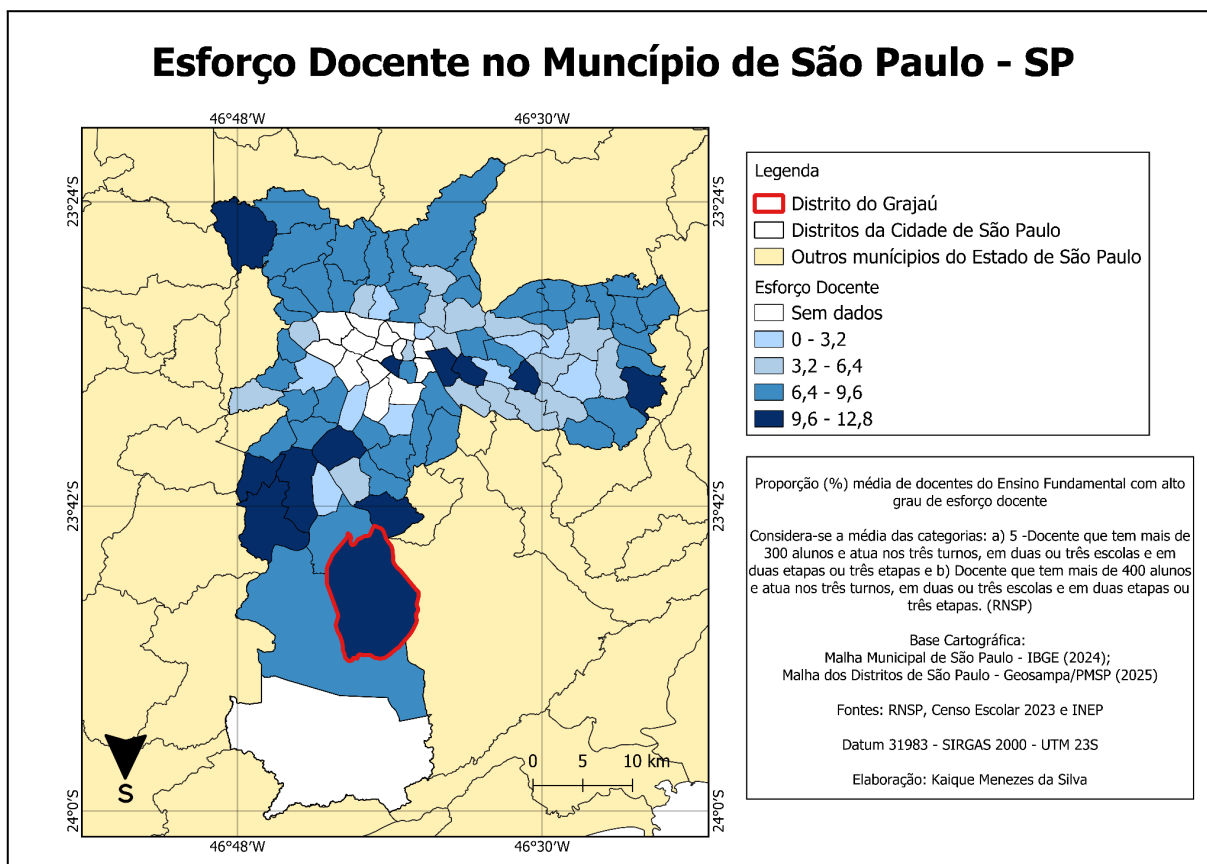 Esforço Docente no Muncípio de São Paulo - SP
46°48'W
46°30'W
23°24'S
23°24'S
23°42'S
23°42'S
24°0'S
24°0'S
46°48'W
46°30'W
S
0 5 10 km
Legenda
Distrito do Grajaú
Distritos da Cidade de São Paulo
Outros munícipios do Estado de São Paulo
Esforço Docente
Sem dados
0 - 3,2
3,2 - 6,4
6,4 - 9,6
9,6 - 12,8
Proporção (%) média de docentes do Ensino Fundamental com alto
grau de esforço docente
Considera-se a média das categorias: a) 5 -Docente que tem mais de
300 alunos e atua nos três turnos, em duas ou três escolas e em
duas etapas ou três etapas e b) Docente que tem mais de 400 alunos
e atua nos três turnos, em duas ou três escolas e em duas etapas ou
três etapas. (RNSP)
Base Cartográfica:
Malha Municipal de São Paulo - IBGE (2024);
Malha dos Distritos de São Paulo - Geosampa/PMSP (2025)
Fontes: RNSP, Censo Escolar 2023 e INEP
Datum 31983 - SIRGAS 2000 - UTM 23S
Elaboração: Kaique Menezes da Silva